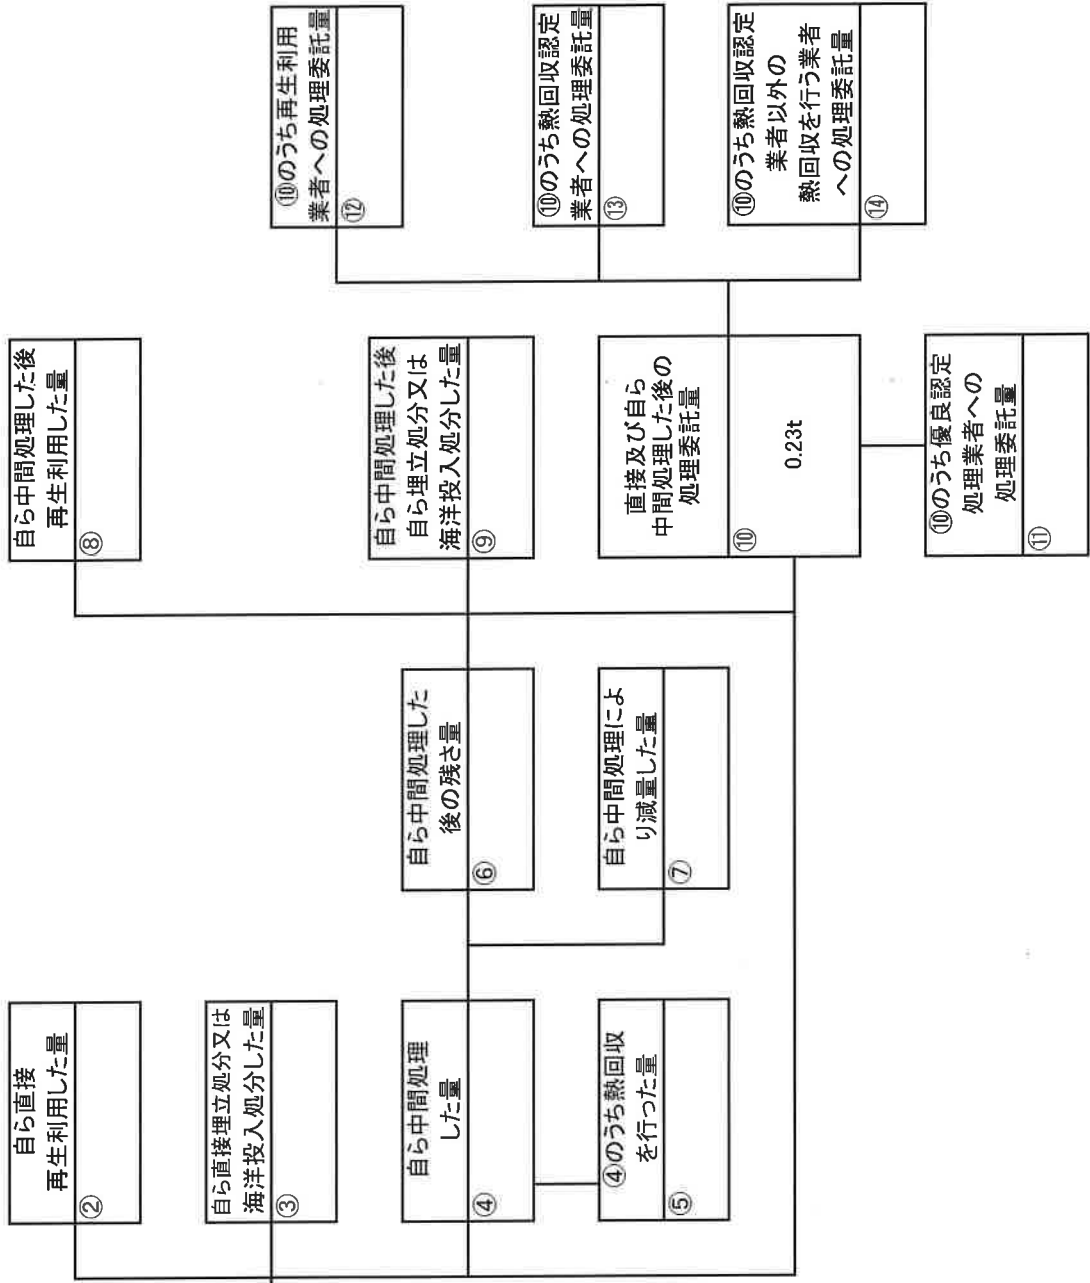 自ら直接
再生利用した量
②
自ら直接埋立処分又は
海洋投入処分した量
③
自ら中間処理
した量
④
④のうち熱回収
を行った量
⑤
自ら中間処理した
後の残さ量
⑥
自ら中間処理によ
り減量した量
⑦
自ら中間処理した後
再生利用した量
⑧
自ら中間処理した後
自ら埋立処分又は
海洋投入処分した量
⑨
直接及び自ら
中間処理した後の
処理委託量
⑩
0.23t
⑩のうち優良認定
処理業者への
処理委託量
⑪
⑩のうち再生利用
業者への処理委託量
⑫
⑩のうち熱回収認定
業者への処理委託量
⑬
⑩のうち熱回収認定
業者以外の
熱回収を行う業者
への処理委託量
⑭